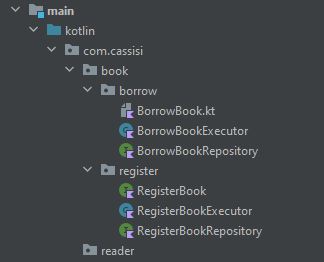 main
kotlin
com.cassisi
book
borrow
BorrowBook.kt
BorrowBookExecutor
BorrowBookRepository
register
RegisterBook
RegisterBookExecutor
RegisterBookRepository
reader